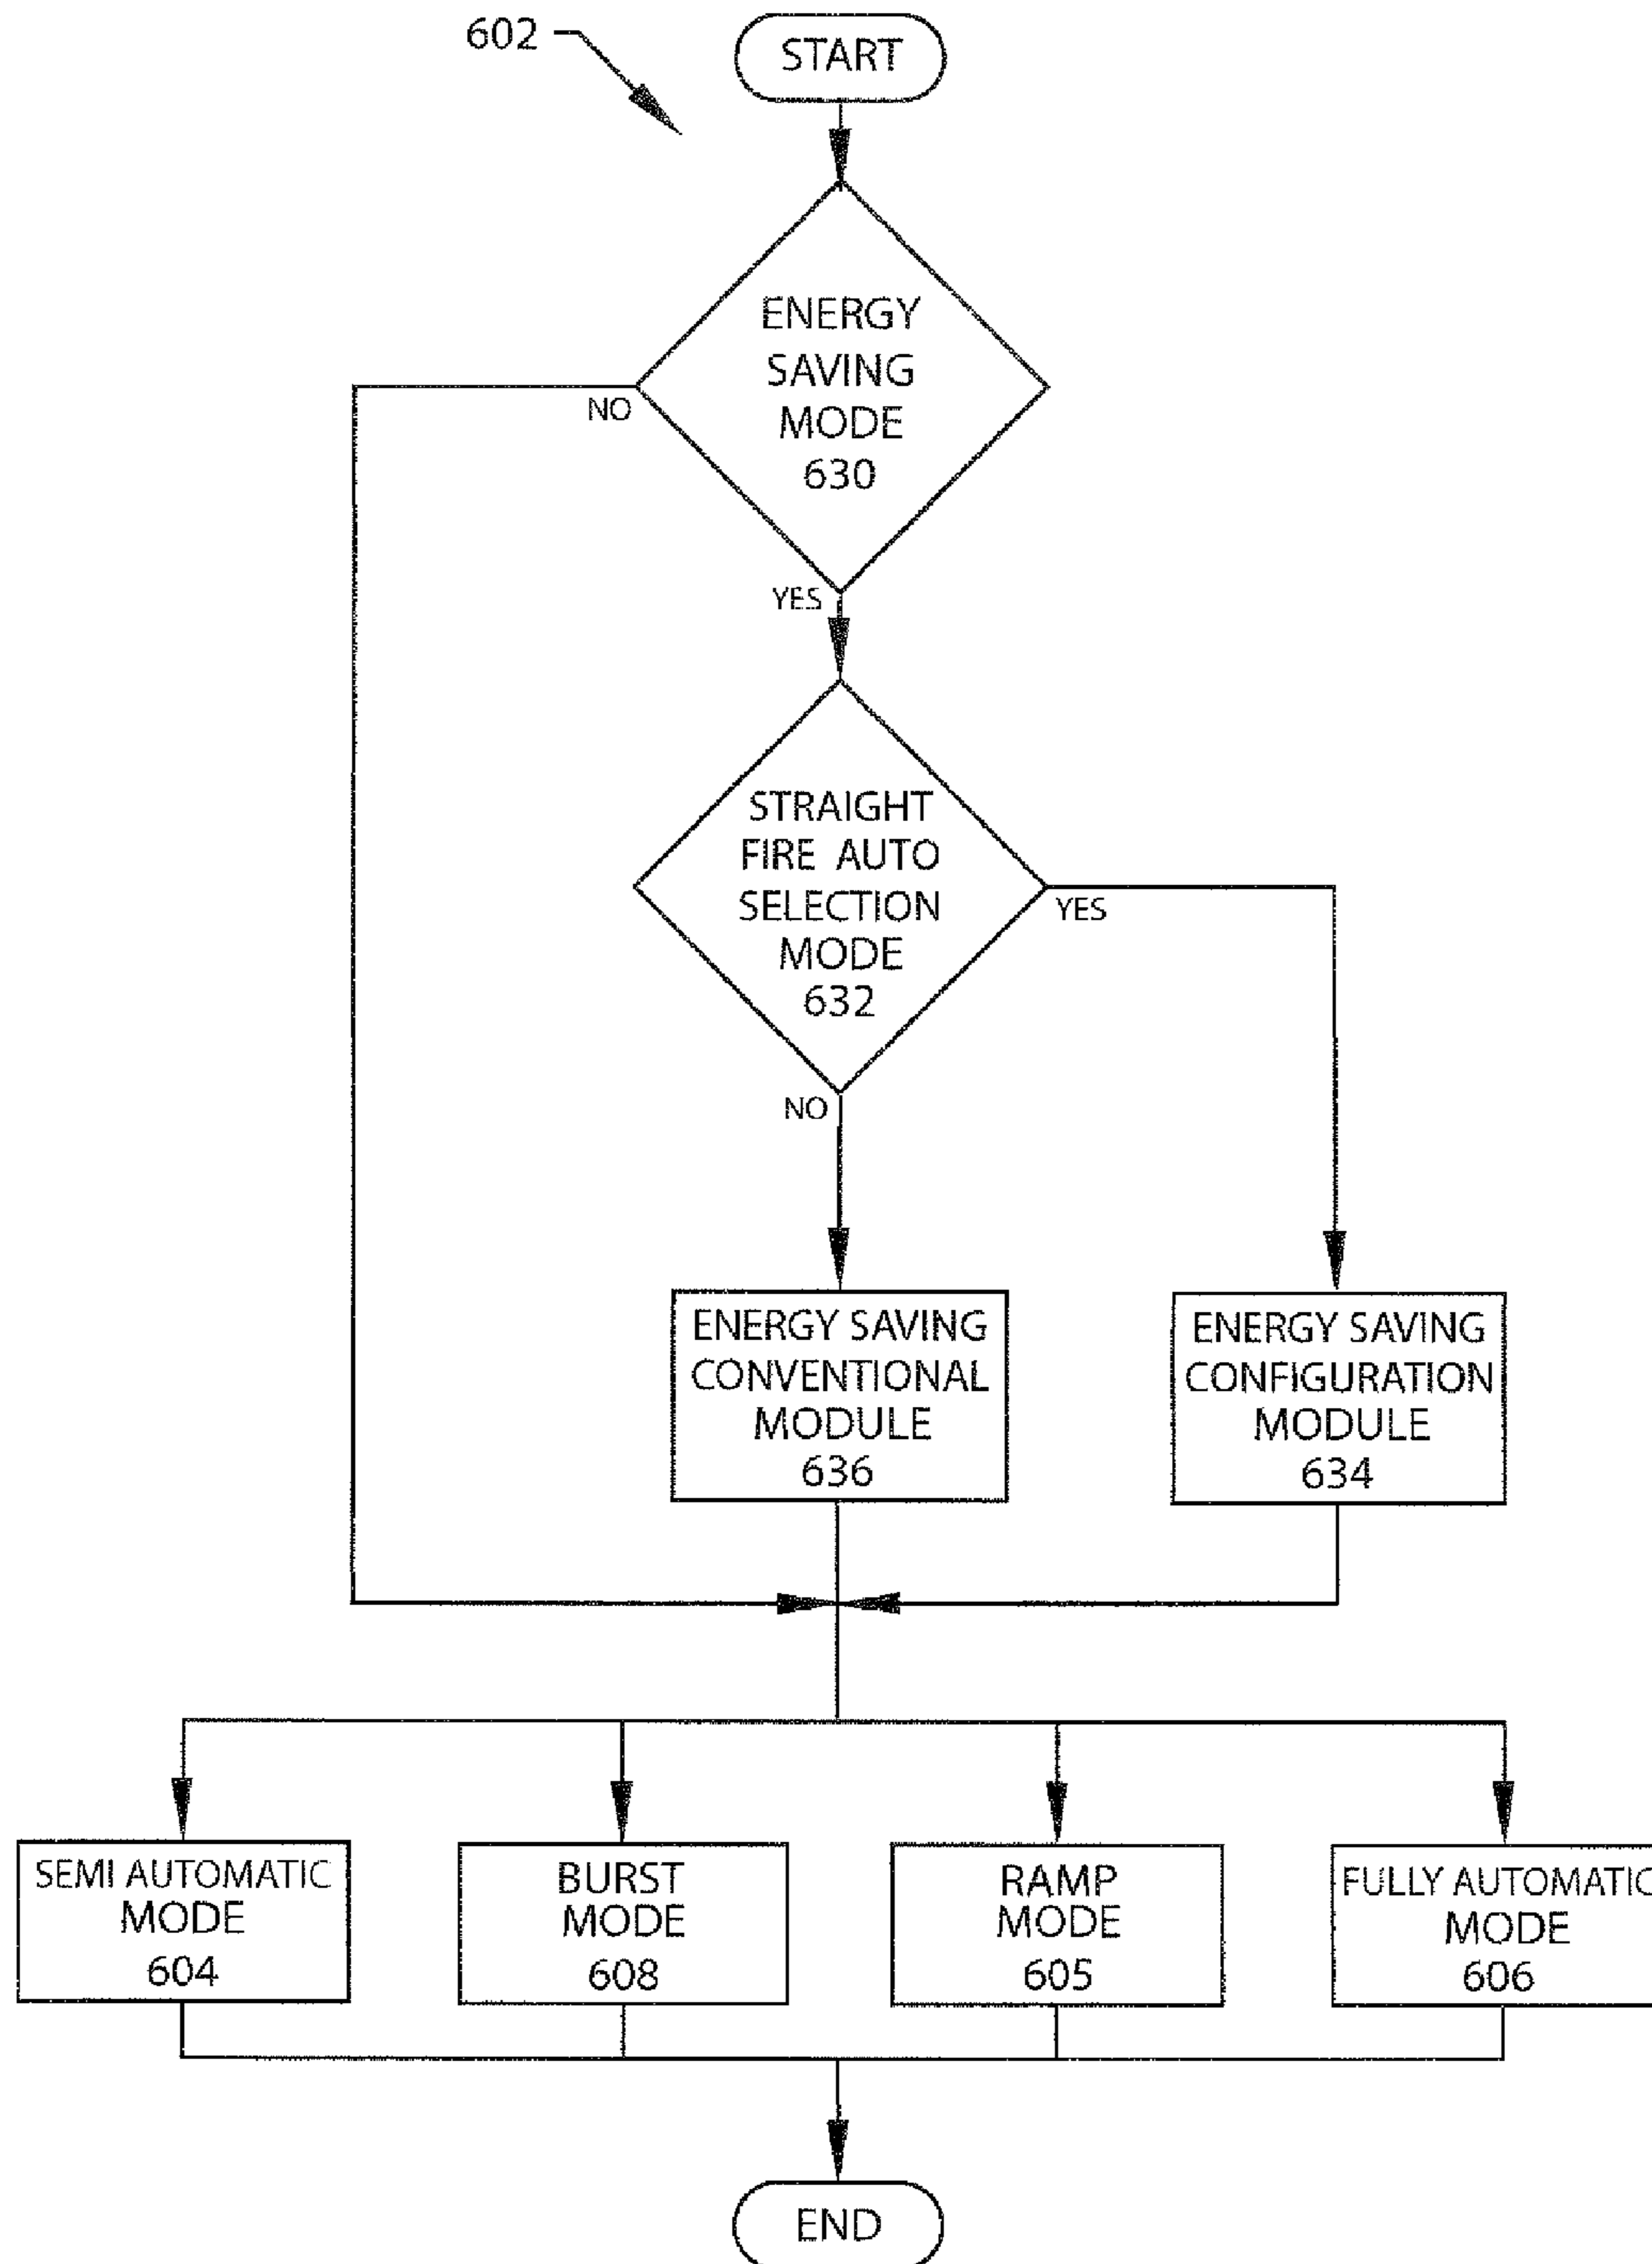 602
START
ENERGY
SAVING
MODE
630
NO
YES
STRAIGHT
FIRE AUTO
SELECTION
MODE
632
YES
NO
ENERGY SAVING
CONVENTIONAL
MODULE
636
ENERGY SAVING
CONFIGURATION
MODULE
634
SEMI AUTOMATIC
MODE
604
BURST
MODE
608
RAMP
MODE
605
FULLY AUTOMATIC
MODE
606
END